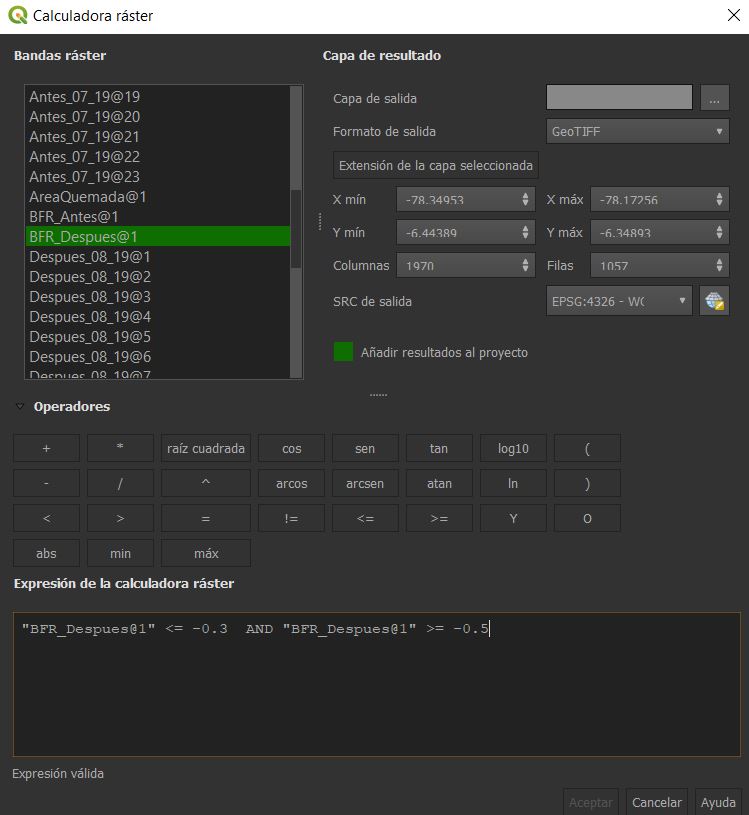 Calculadora ráster
Bandas ráster
Antes_07_19@19
Antes_07_19@20
Antes_07_19@21
Antes_07_19@22
Antes_07_19@23
AreaQuemada@1
BFR_Antes@1
BFR_Despues@1
Despues_08_19@1
Despues_08_19@2
Despues_08_19@3
Despues_08_19@4
Despues_08_19@5
Despues_08_19@6
Despues_08_19@7
Capa de resultado
Capa de salida ...
Formato de salida GeoTIFF
Extensión de la capa seleccionada
X mín -78.34953 X máx -78.17256
Y mín -6.44389 Y máx -6.34893
Columnas 1970 Filas 1057
SRC de salida EPSG:4326 - WG
Añadir resultados al proyecto
Operadores
+ * raíz cuadrada cos sen tan log10 (
- / ^ arcos arcsen atan ln )
< > = != <= >= Y O
abs min máx
Expresión de la calculadora ráster
"BFR_Despues@1" <= -0.3  AND "BFR_Despues@1" >= -0.5
Expresión válida
Aceptar Cancelar Ayuda